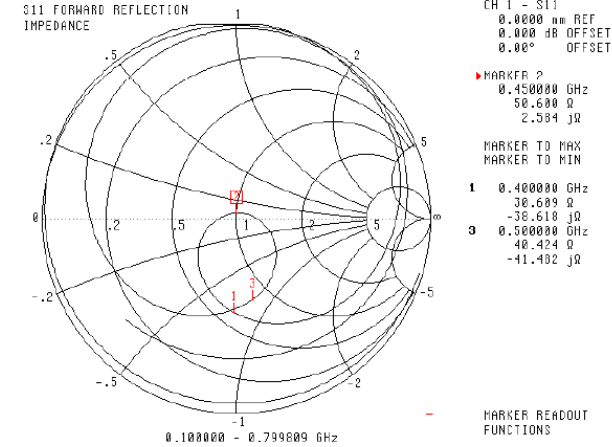 S11 FORWARD REFLECTION
IMPEDANCE
CH 1 - S11
0.0000 mm REF
0.000 dB OFFSET
0.00° OFFSET
MARKER 2
0.450000 GHz
50.600 Ω
2.584 jΩ
MARKER TO MAX
MARKER TO MIN
1 0.400000 GHz
30.609 Ω
-38.618 jΩ
3 0.500000 GHz
40.424 Ω
-41.402 jΩ
1
.5
2
.2
5
2
0
.2
.5
1
2
5
∞
1
3
-.2
-5
-.5
-2
-1
0.100000 - 0.799809 GHz
MARKER READOUT
FUNCTIONS